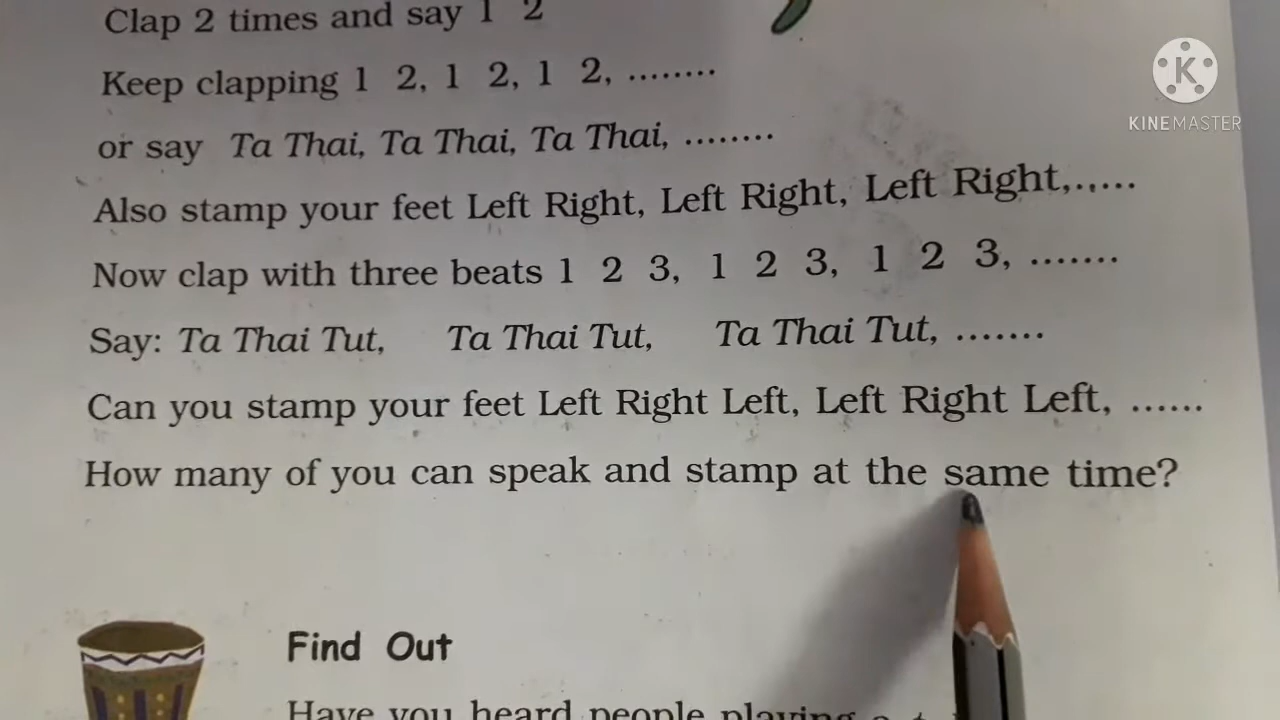 Clap 2 times and say 1 2
Keep clapping 1 2, 1 2, 1 2, ........
or say Ta Thai, Ta Thai, Ta Thai, ........
Also stamp your feet Left Right, Left Right, Left Right,......
Now clap with three beats 1 2 3, 1 2 3, 1 2 3, .......
Say: Ta Thai Tut, Ta Thai Tut, Ta Thai Tut, .......
Can you stamp your feet Left Right Left, Left Right Left, ......
How many of you can speak and stamp at the same time?
Find Out
Have you heard people playing
KINEMASTER